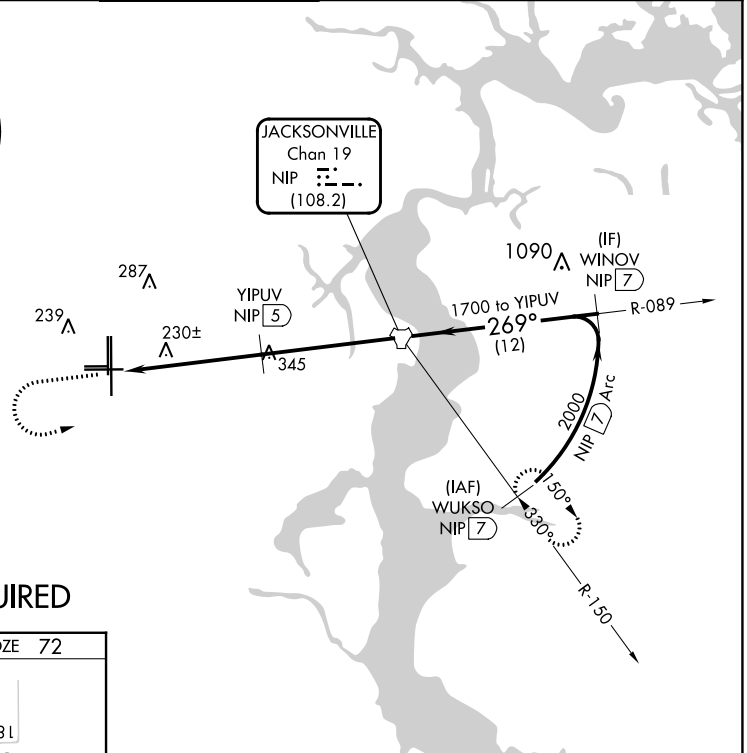 JACKSONVILLE
Chan 19
NIP
(108.2)
1090
(IF)
WINOV
NIP 7
287
YIPUV
NIP 5
1700 to YIPUV
R-089
269°
(12)
239
230±
345
2000
NIP 7 Arc
(IAF)
WUKSO
NIP 7
150°
330°
R-150
UIRED
DZE 72